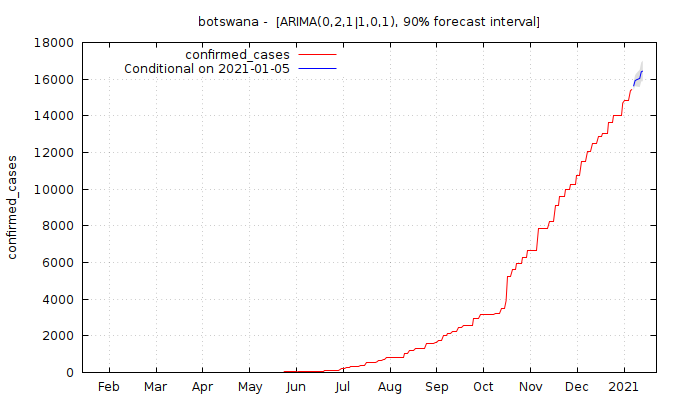 botswana - [ARIMA(0,2,1|1,0,1), 90% forecast interval]
confirmed_cases
Conditional on 2021-01-05
18000
16000
14000
12000
10000
8000
6000
4000
2000
0
confirmed_cases
Feb Mar Apr May Jun Jul Aug Sep Oct Nov Dec 2021